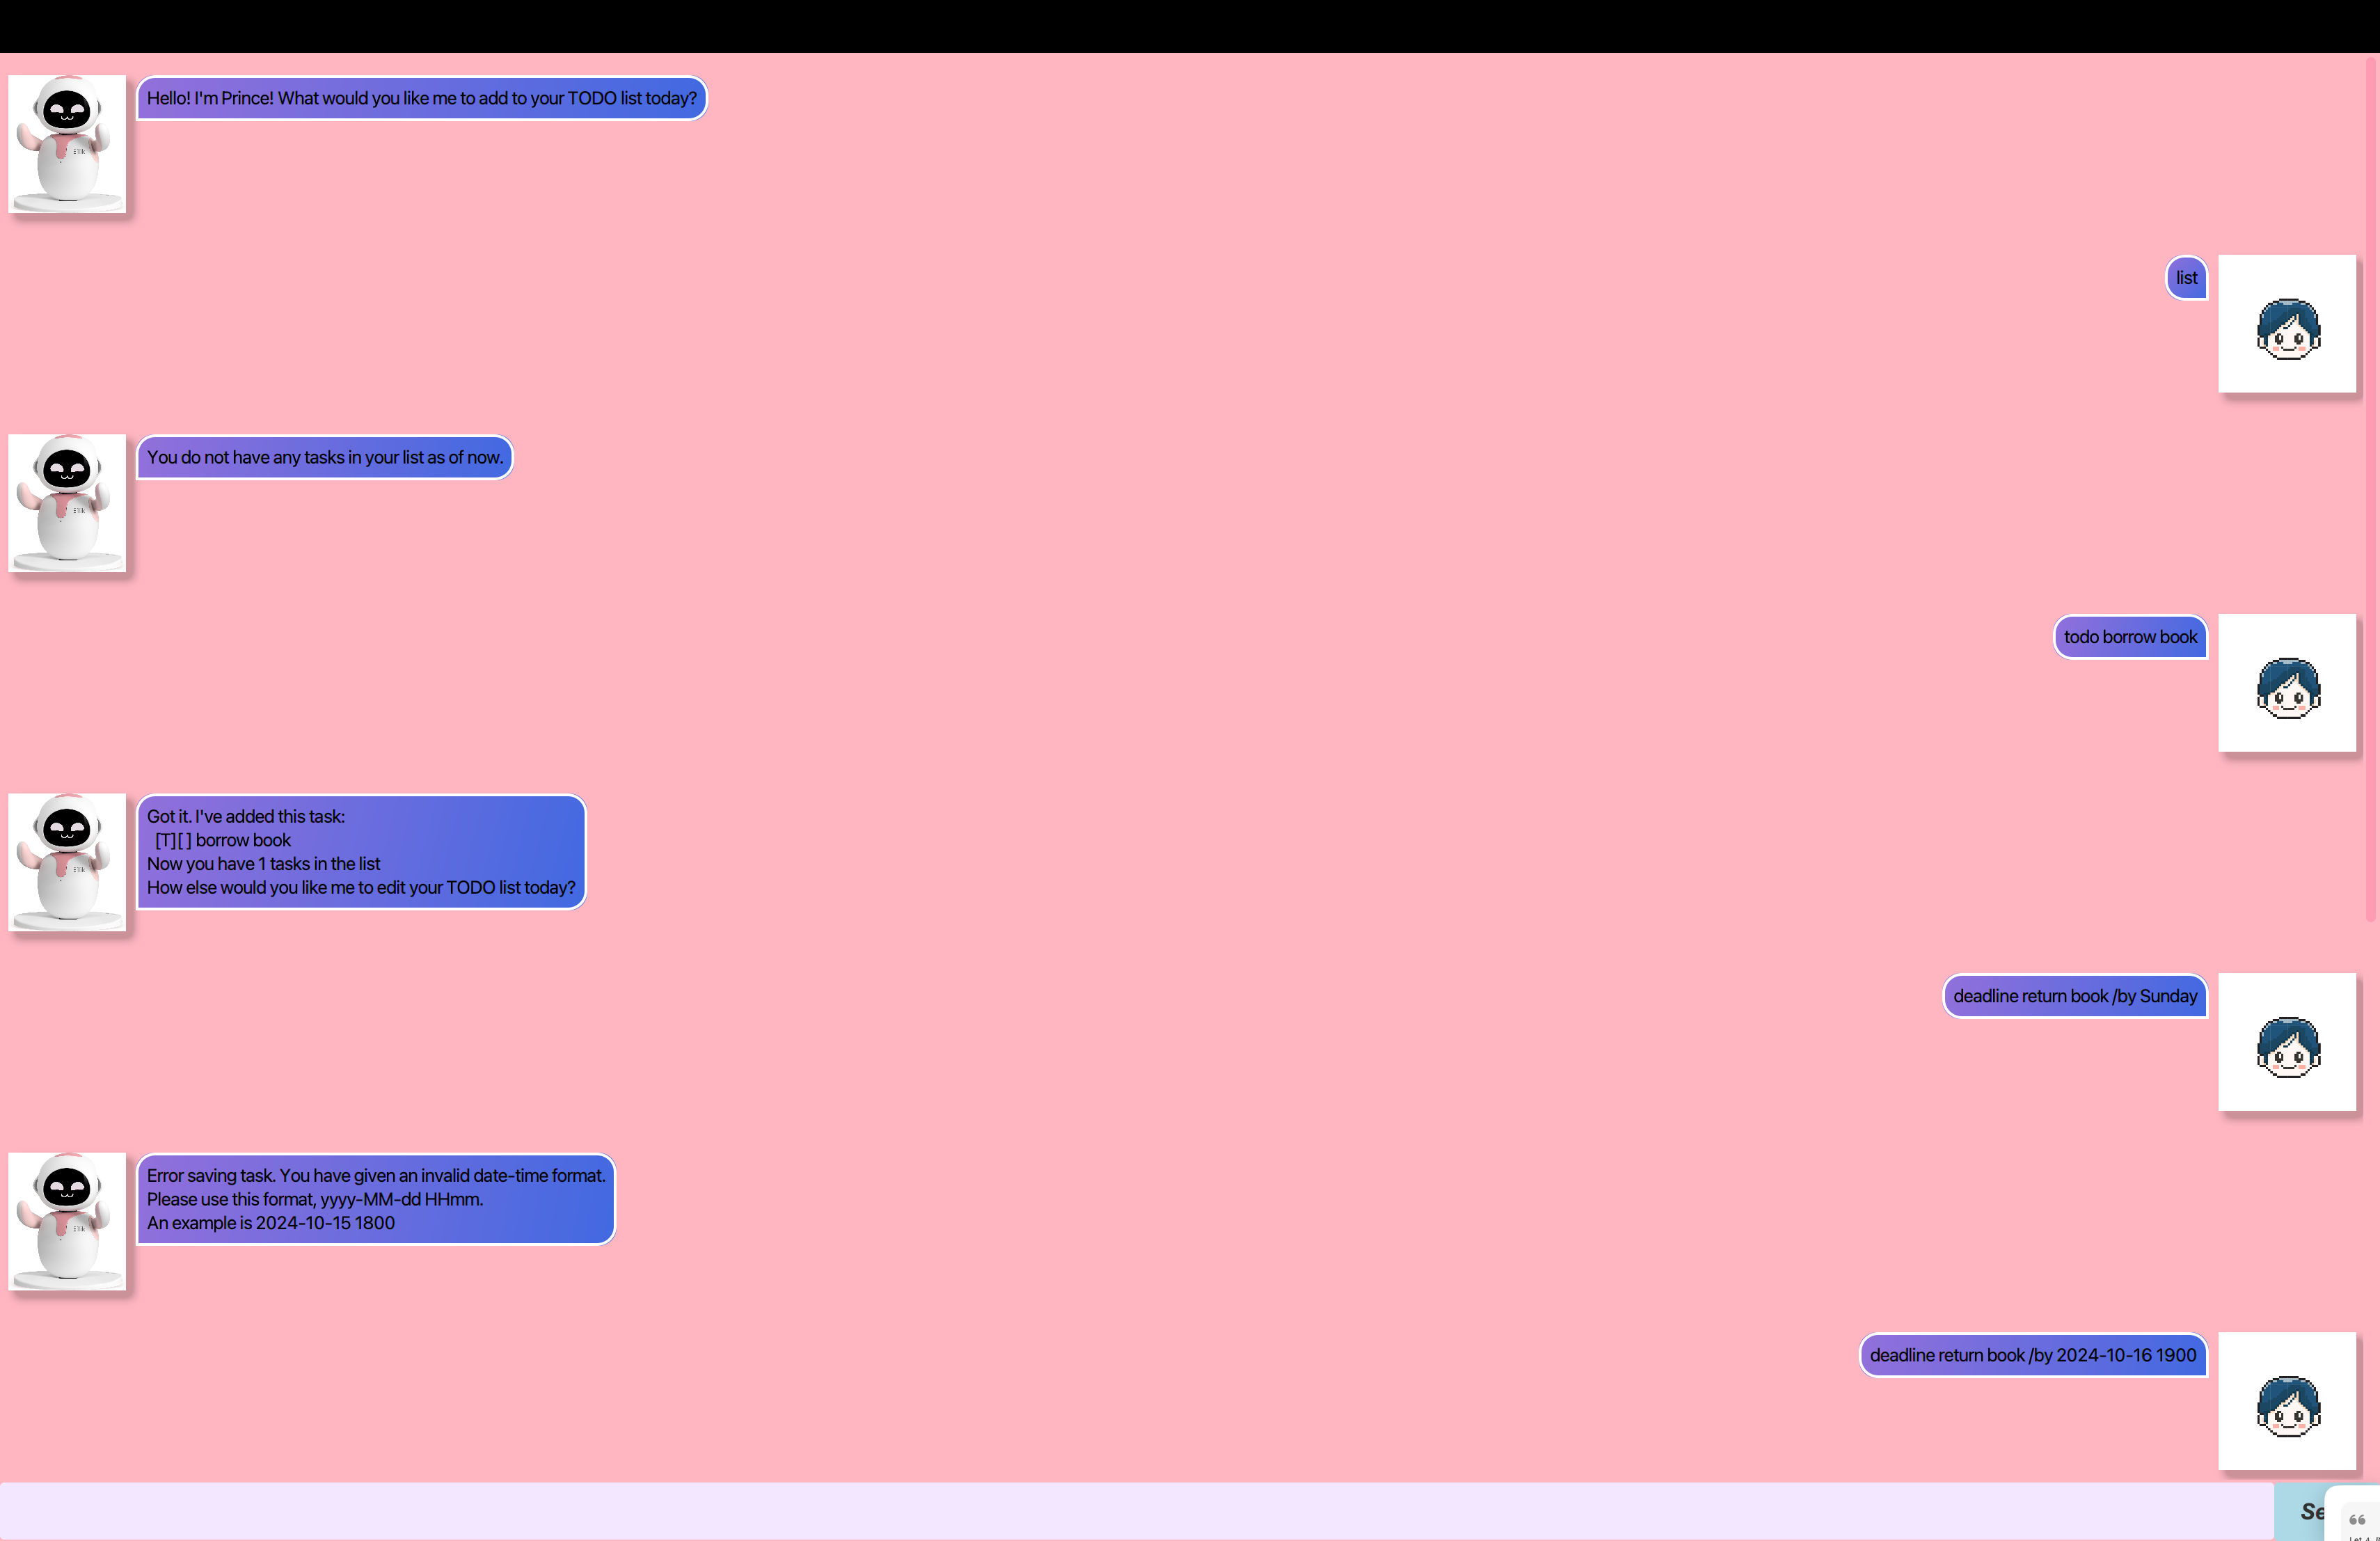 Hello! I'm Prince! What would you like me to add to your TODO list today?
list
You do not have any tasks in your list as of now.
todo borrow book
Got it. I've added this task:
[T][ ] borrow book
Now you have 1 tasks in the list
How else would you like me to edit your TODO list today?
deadline return book /by Sunday
Error saving task. You have given an invalid date-time format.
Please use this format, yyyy-MM-dd HHmm.
An example is 2024-10-15 1800
deadline return book /by 2024-10-16 1900
Se